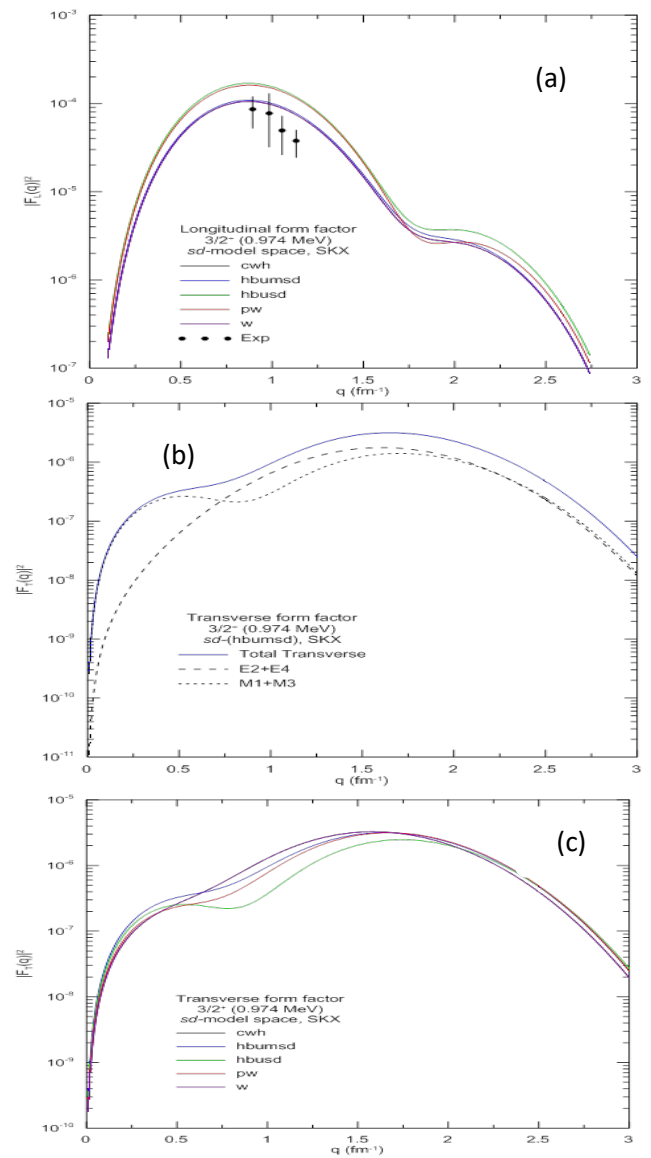 10⁻³
(a)
10⁻⁴
|F_L(q)|²
10⁻⁵
Longitudinal form factor
3/2⁺ (0.974 MeV)
sd-model space, SKX
cwh
hbumsd
hbusd
pw
w
Exp
10⁻⁶
10⁻⁷
0 0.5 1 1.5 2 2.5 3
q (fm⁻¹)
10⁻⁵
(b)
10⁻⁶
10⁻⁷
|F_T(q)|²
10⁻⁸
Transverse form factor
3/2⁺ (0.974 MeV)
sd-(hbumsd), SKX
Total Transverse
E2+E4
M1+M3
10⁻⁹
10⁻¹⁰
10⁻¹¹
0 0.5 1 1.5 2 2.5 3
q (fm⁻¹)
10⁻⁵
(c)
10⁻⁶
10⁻⁷
|F_T(q)|²
10⁻⁸
Transverse form factor
3/2⁺ (0.974 MeV)
sd-model space, SKX
cwh
hbumsd
hbusd
pw
w
10⁻⁹
10⁻¹⁰
0 0.5 1 1.5 2 2.5 3
q (fm⁻¹)